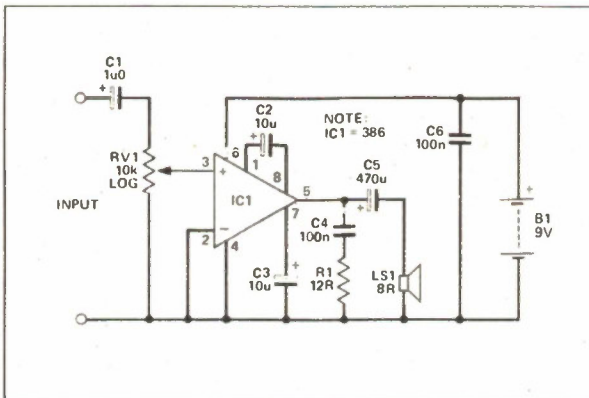 C1
1u0
+
RV1
10k
LOG
INPUT
3
+
6
C2
10u
+
1
8
NOTE:
IC1 = 386
IC1
5
7
2
−
4
C5
470u
+
C4
100n
C3
10u
+
R1
12R
LS1
8R
C6
100n
+
B1
9V